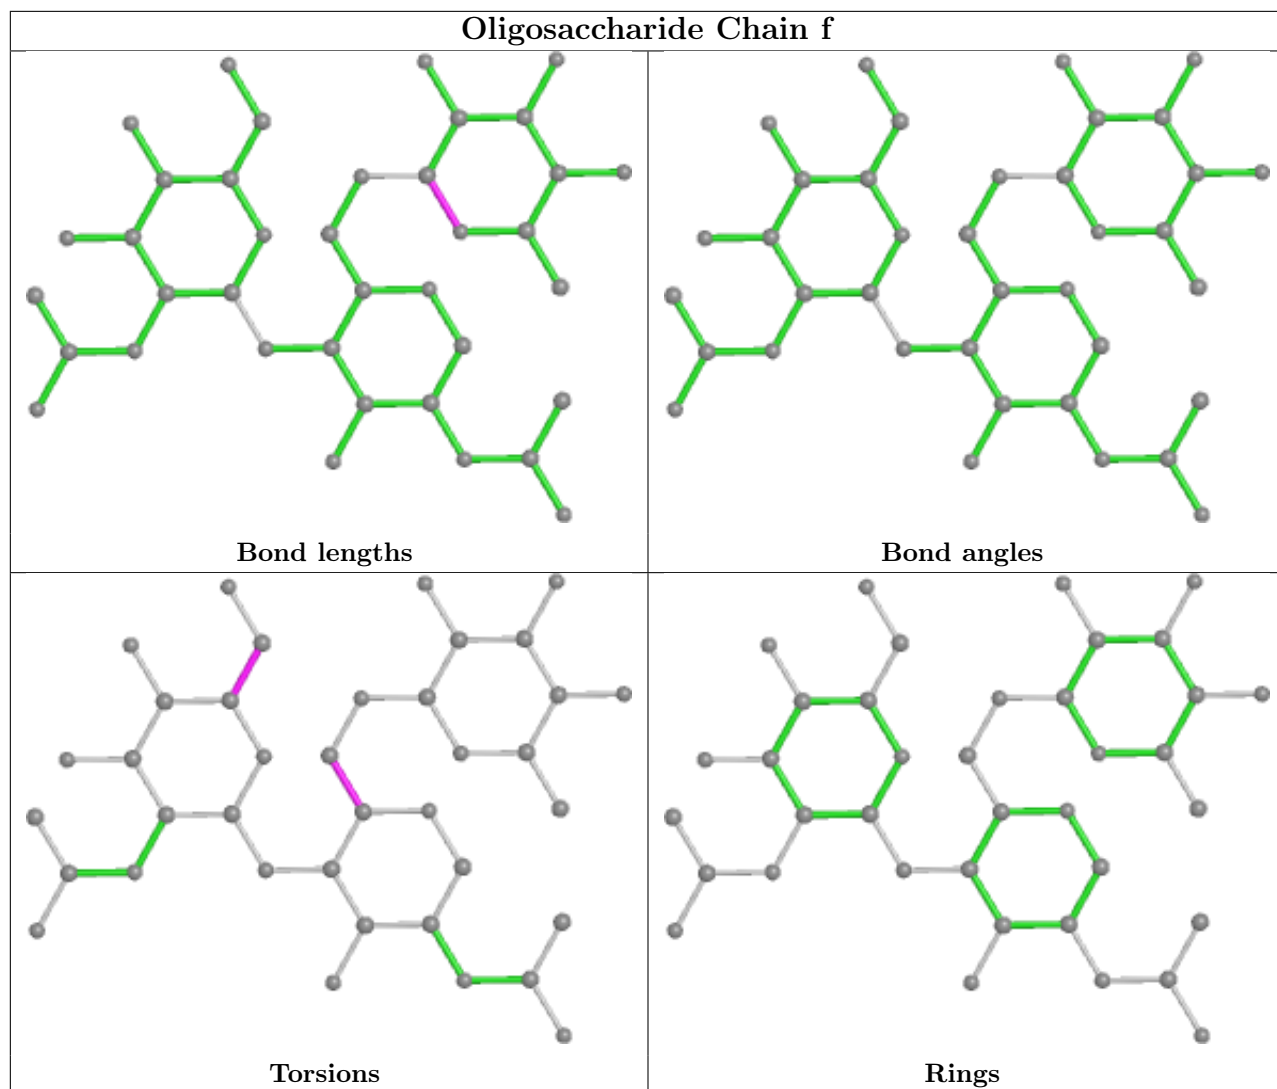 Oligosaccharide Chain f
Bond lengths
Bond angles
Torsions
Rings